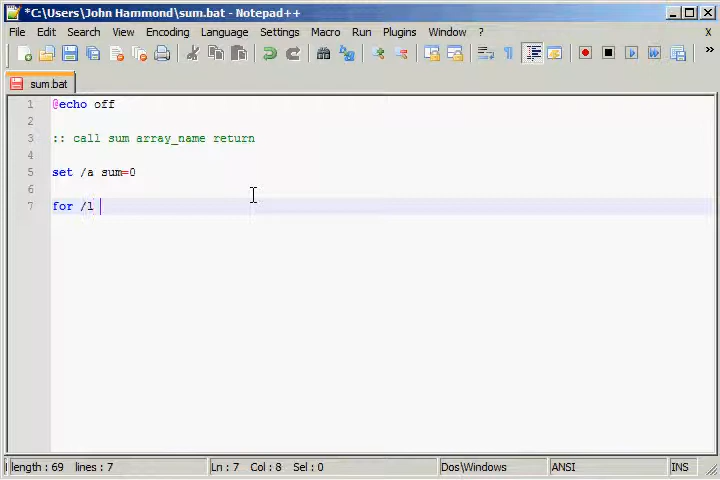 *C:\Users\John Hammond\sum.bat - Notepad++
File Edit Search View Encoding Language Settings Macro Run Plugins Window ? X
sum.bat
1 @echo off
2
3 :: call sum array_name return
4
5 set /a sum=0
6
7 for /l
length : 69 lines : 7 Ln : 7 Col : 8 Sel : 0 Dos\Windows ANSI INS